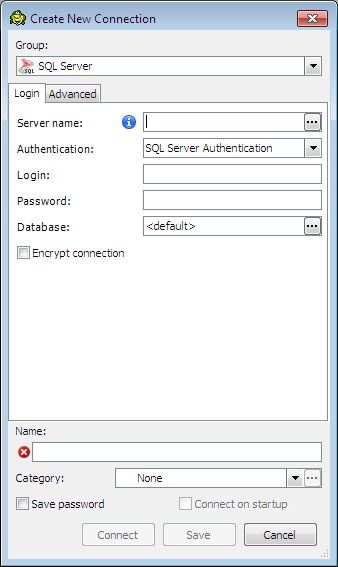 Create New Connection
Group:
SQL SQL Server
Login Advanced
Server name:
Authentication: SQL Server Authentication
Login:
Password:
Database: <default>
Encrypt connection
Name:
Category: None
Save password Connect on startup
Connect Save Cancel